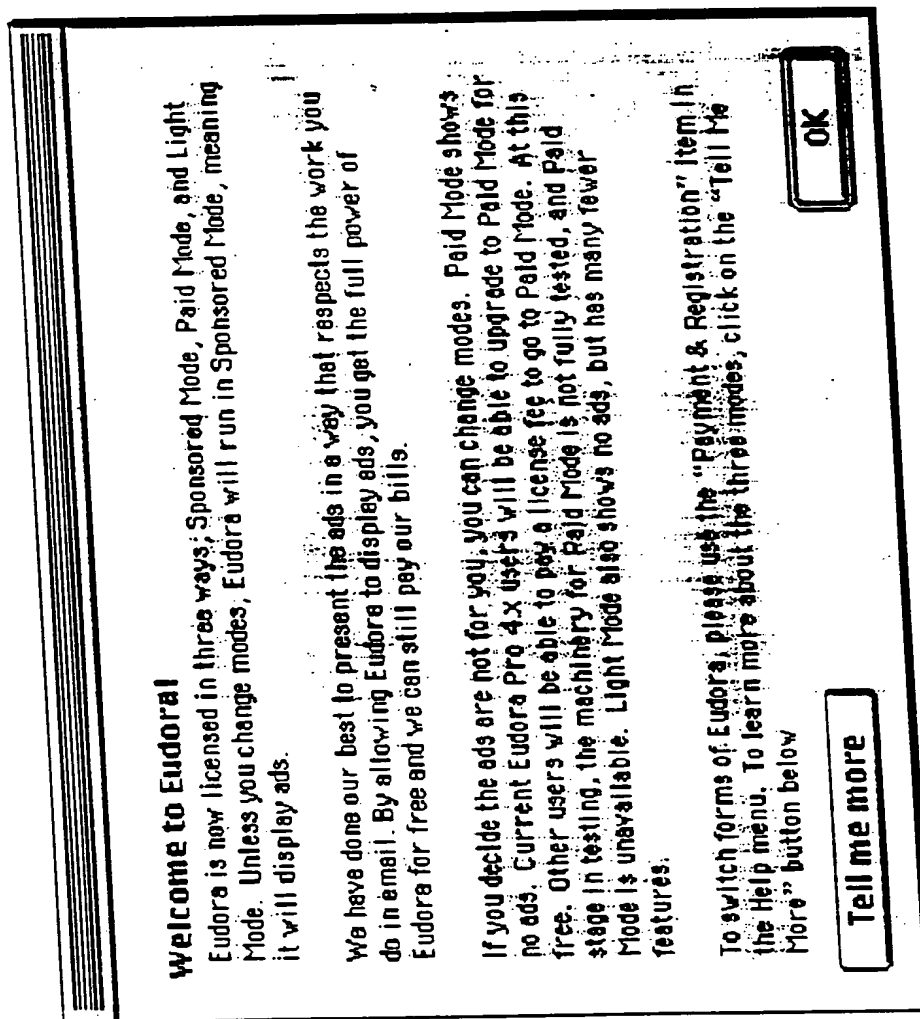 Welcome to Eudora!
Eudora is now licensed in three ways; Sponsored Mode, Paid Mode, and Light
Mode. Unless you change modes, Eudora will run in Sponsored Mode, meaning
it will display ads.
We have done our best to present the ads in a way that respects the work you
do in email. By allowing Eudora to display ads, you get the full power of
Eudora for free and we can still pay our bills.
If you decide the ads are not for you, you can change modes. Paid Mode shows
no ads. Current Eudora Pro 4.x users will be able to upgrade to Paid Mode for
free. Other users will be able to pay a license fee to go to Paid Mode. At this
stage in testing, the machinery for Paid Mode is not fully tested, and Paid
Mode is unavailable. Light Mode also shows no ads, but has many fewer
features.
To switch forms of Eudora, please use the "Payment & Registration" item in
the Help menu. To learn more about the three modes, click on the "Tell Me
More" button below
Tell me more
OK